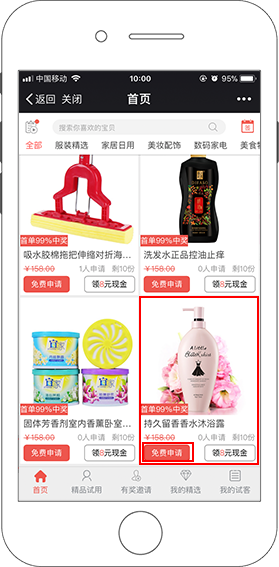 中国移动 10:00 95%
返回 关闭 首页
搜索你喜欢的宝贝
全部 服装精选 家居日用 美妆配饰 数码家电 美食
首单99%中奖
首单99%中奖
吸水胶棉拖把伸缩对折海...
洗发水正品控油止痒
¥158.00 1人申请 剩10份
¥158.00 0人申请 剩10份
免费申请 领8元现金
免费申请 领8元现金
宜家 宜家
A little
首单99%中奖
首单99%中奖
固体芳香剂室内香薰卧室...
持久留香香水沐浴露
¥158.00 0人申请 剩10份
¥158.00 0人申请 剩10份
免费申请 领8元现金
免费申请 领8元现金
首页 精品试用 有奖邀请 我的精选 我的试客